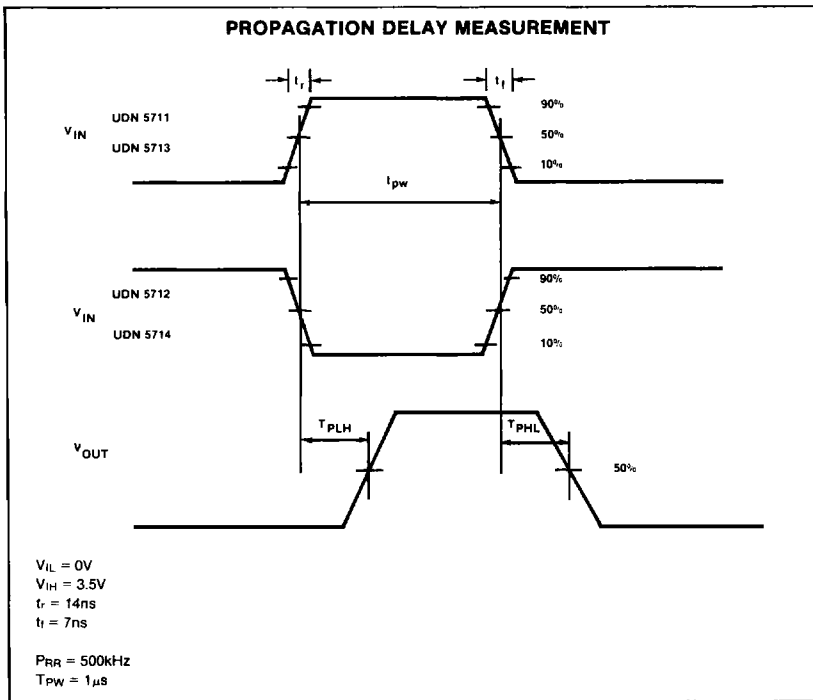 PROPAGATION DELAY MEASUREMENT
tr
tf
VIN
UDN 5711
UDN 5713
90%
50%
10%
tpw
VIN
UDN 5712
UDN 5714
90%
50%
10%
TPLH
TPHL
VOUT
50%
VIL = 0V
VIH = 3.5V
tr = 14ns
tf = 7ns
PRR = 500kHz
TPW = 1µs